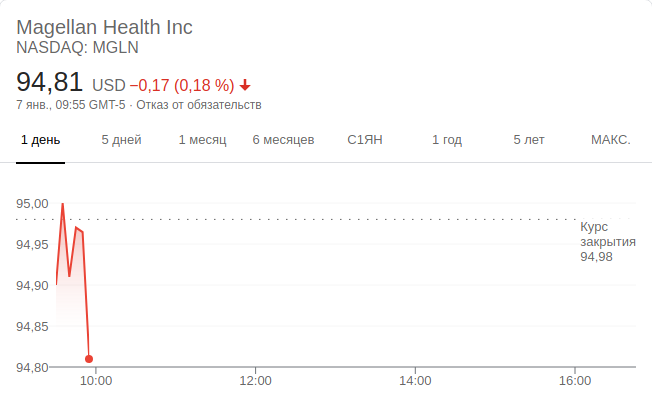 Magellan Health Inc
NASDAQ: MGLN
94,81 USD −0,17 (0,18 %)
7 янв., 09:55 GMT-5 · Отказ от обязательств
1 день 5 дней 1 месяц 6 месяцев С1ЯН 1 год 5 лет МАКС.
95,00
94,95
94,90
94,85
94,80
Курс
закрытия
94,98
10:00 12:00 14:00 16:00